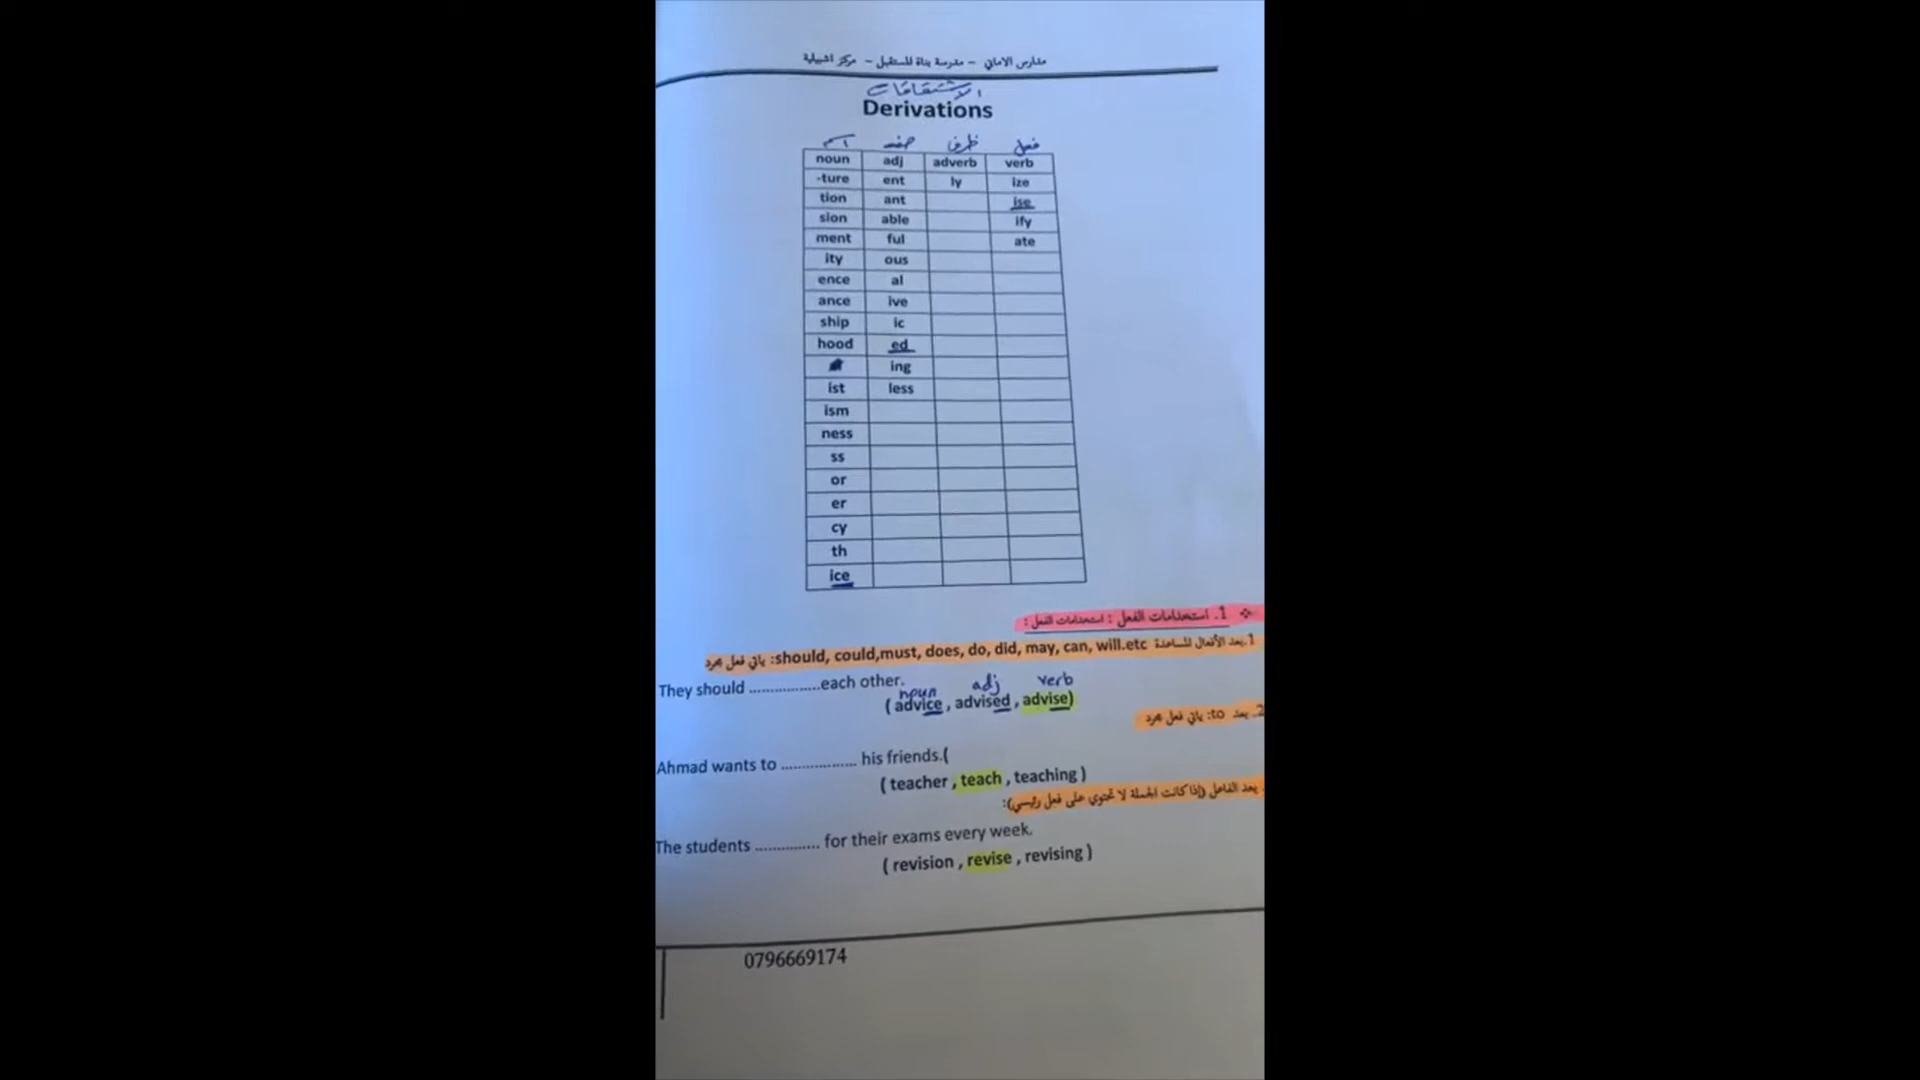 مدارس الاماني – مدرسة بناة المستقبل – مركز اشبيلية
الاشتقاقات
Derivations
اسم صفه ظرف فعل
noun adj adverb verb
-ture ent ly ize
tion ant ise
sion able ify
ment ful ate
ity ous
ence al
ance ive
ship ic
hood ed
ing
ist less
ism
ness
ss
or
er
cy
th
ice
1. استخدامات الفعل : استخدامات الفعل :
1.بعد الأفعال المساعدة should, could,must, does, do, did, may, can, will.etc: ياتي فعل مجرد
They should .................each other.
noun adj verb
( advice , advised , advise)
2. بعد to: ياتي فعل مجرد
Ahmad wants to .................. his friends.(
( teacher , teach , teaching )
بعد الفاعل (إذا كانت الجملة لا تحتوي على فعل رئيسي):
The students ............... for their exams every week.
( revision , revise , revising )
0796669174